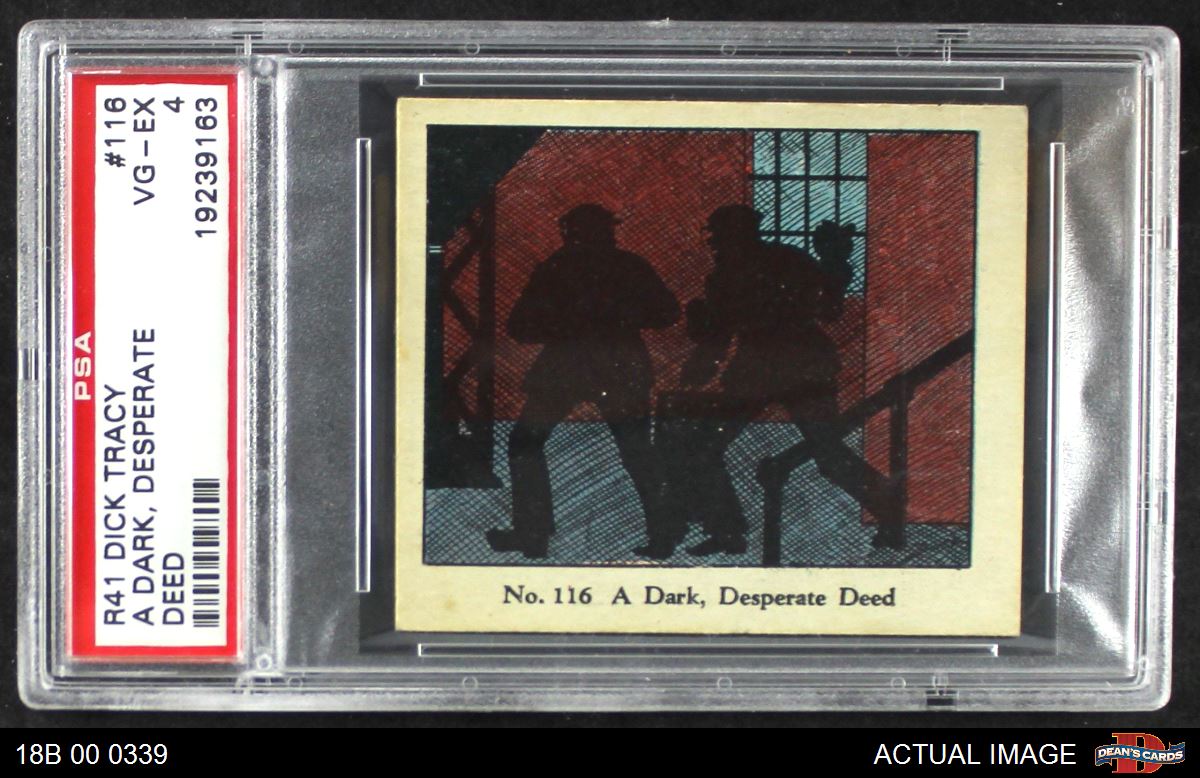 PSA
R41 DICK TRACY #116
A DARK, DESPERATE VG-EX
DEED 4
19239163
No. 116 A Dark, Desperate Deed
18B 00 0339
ACTUAL IMAGE
DEAN'S CARDS